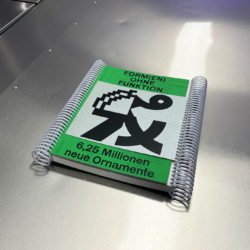 FORM(EN)
OHNE
FUNKTION
6,25 Millionen
neue Ornamente